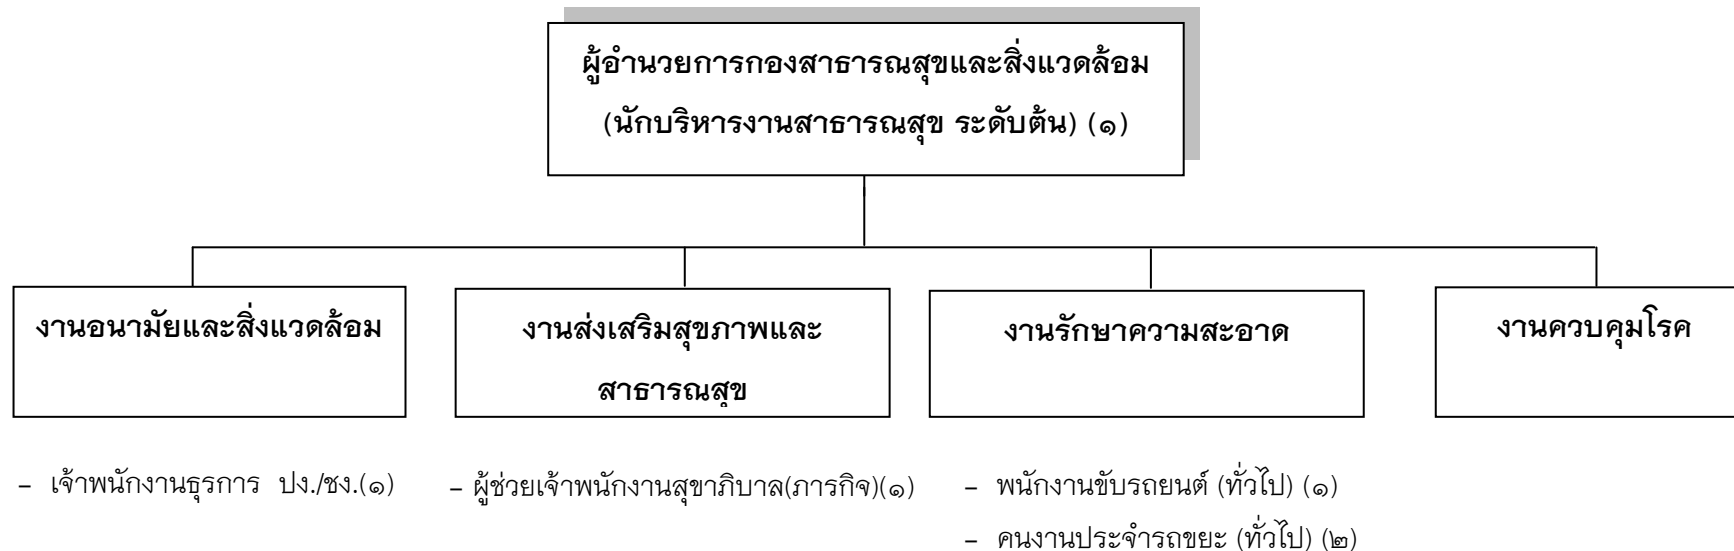 ผู้อำนวยการกองสาธารณสุขและสิ่งแวดล้อม
(นักบริหารงานสาธารณสุข ระดับต้น) (๑)
งานอนามัยและสิ่งแวดล้อม
งานส่งเสริมสุขภาพและ
สาธารณสุข
งานรักษาความสะอาด
งานควบคุมโรค
- เจ้าพนักงานธุรการ ปง./ชง.(๑)
- ผู้ช่วยเจ้าพนักงานสุขาภิบาล(ภารกิจ)(๑)
- พนักงานขับรถยนต์ (ทั่วไป) (๑)
- คนงานประจำรถขยะ (ทั่วไป) (๒)